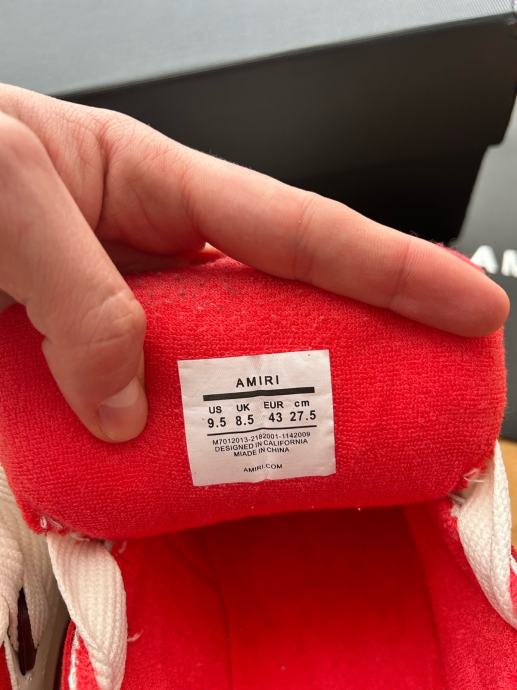 AM
AMIRI
US UK EUR cm
9.5 8.5 43 27.5
M7012013-2182001-1142009
DESIGNED IN CALIFORNIA
MIADE IN CHINA
AMIRI.COM